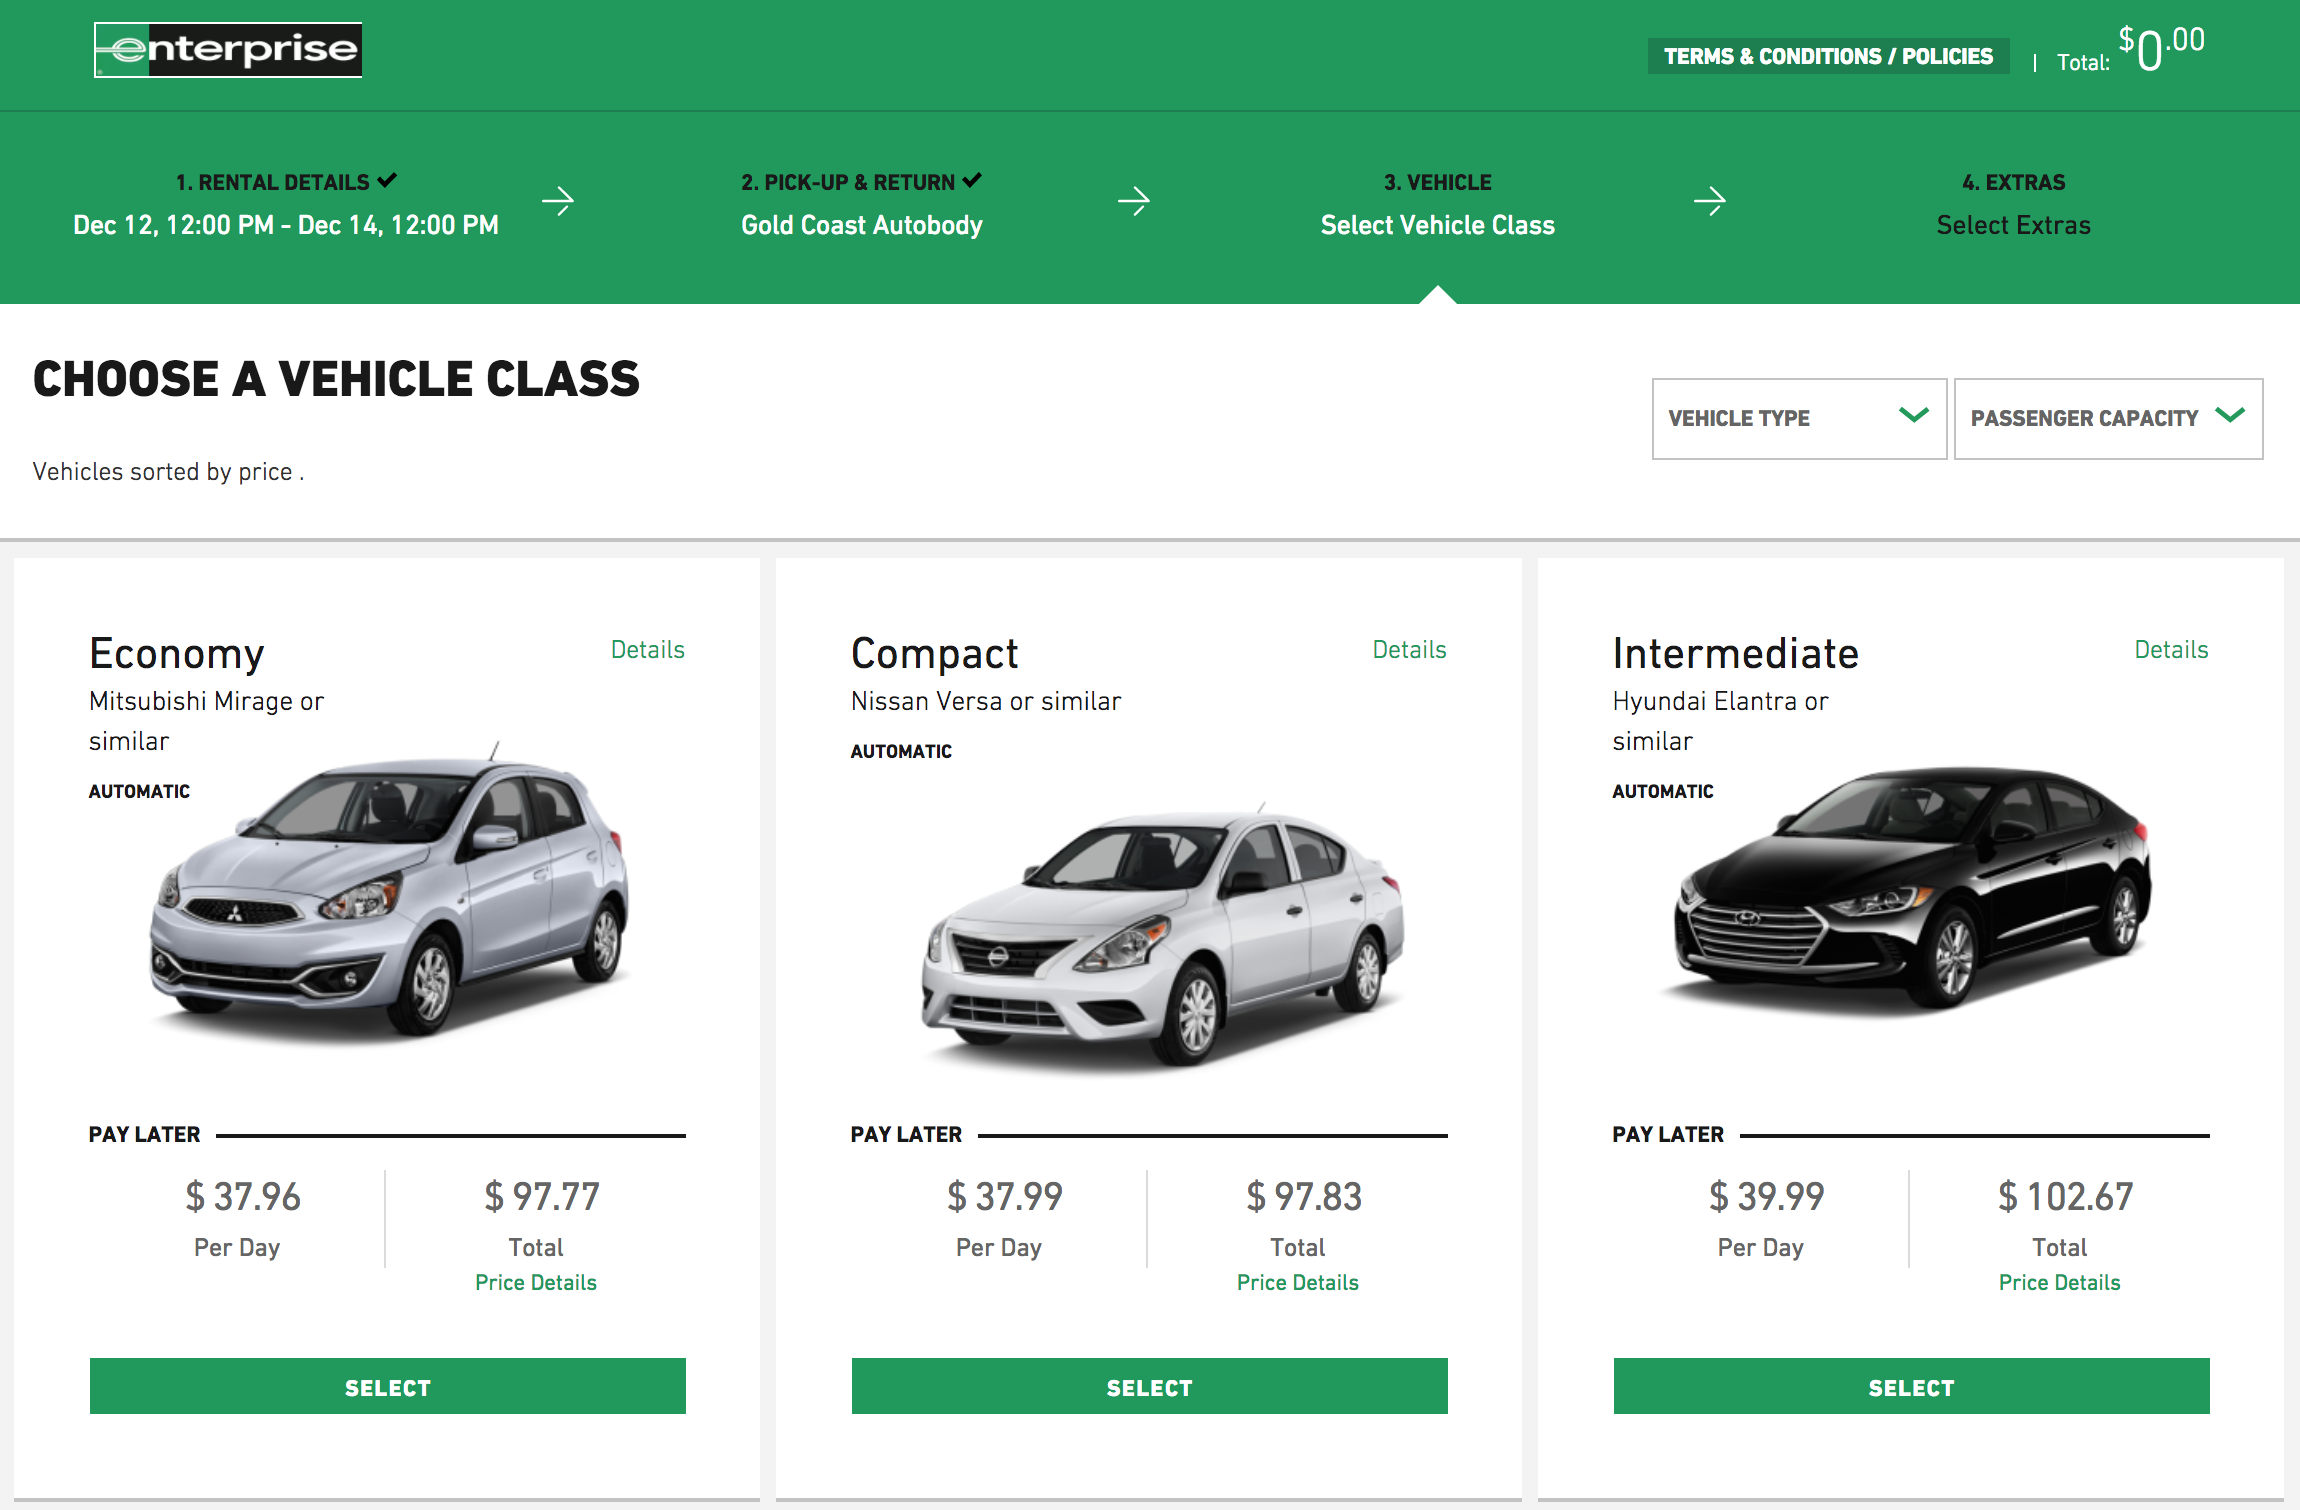 enterprise
TERMS & CONDITIONS / POLICIES | Total: $0.00
1. RENTAL DETAILS
Dec 12, 12:00 PM - Dec 14, 12:00 PM
2. PICK-UP & RETURN
Gold Coast Autobody
3. VEHICLE
Select Vehicle Class
4. EXTRAS
Select Extras
CHOOSE A VEHICLE CLASS
VEHICLE TYPE
PASSENGER CAPACITY
Vehicles sorted by price .
Economy
Details
Mitsubishi Mirage or
similar
AUTOMATIC
PAY LATER
$ 37.96
Per Day
$ 97.77
Total
Price Details
SELECT
Compact
Details
Nissan Versa or similar
AUTOMATIC
PAY LATER
$ 37.99
Per Day
$ 97.83
Total
Price Details
SELECT
Intermediate
Details
Hyundai Elantra or
similar
AUTOMATIC
PAY LATER
$ 39.99
Per Day
$ 102.67
Total
Price Details
SELECT